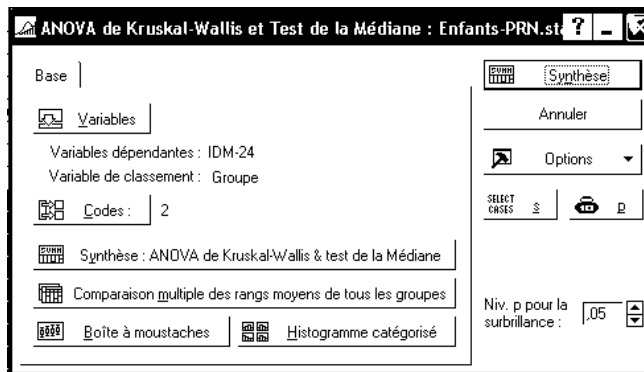 ANOVA de Kruskal-Wallis et Test de la Médiane : Enfants-PRN.sta
Base
Variables
Variables dépendantes : IDM-24
Variable de classement : Groupe
Codes : 2
Synthèse : ANOVA de Kruskal-Wallis & test de la Médiane
Comparaison multiple des rangs moyens de tous les groupes
Boîte à moustaches
Histogramme catégorisé
SUMM
Synthèse
Annuler
Options
SELECT CASES S
p
Niv. p pour la
surbrillance : ,05